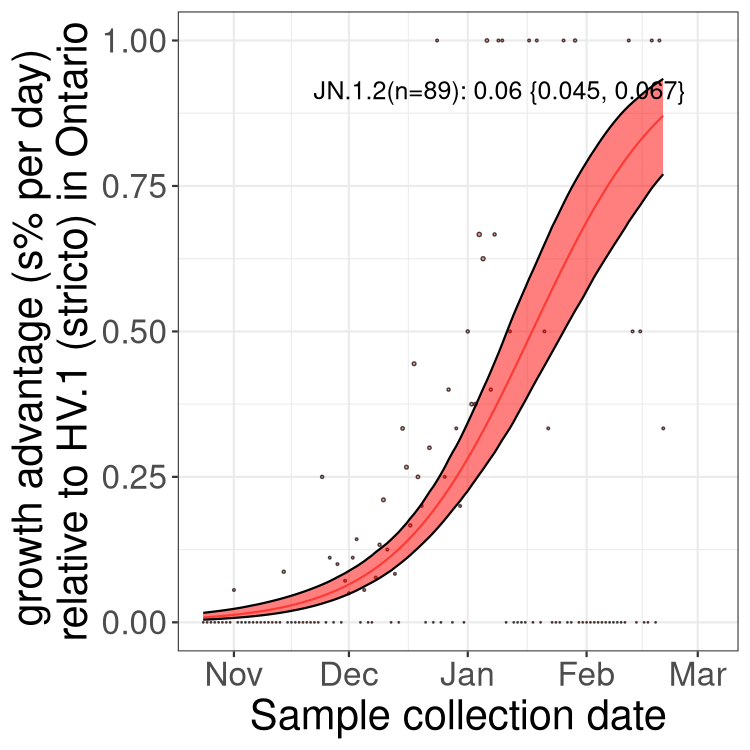 growth advantage (s% per day)
relative to HV.1 (stricto) in Ontario
1.00
0.75
0.50
0.25
0.00
JN.1.2(n=89): 0.06 {0.045, 0.067}
Nov Dec Jan Feb Mar
Sample collection date